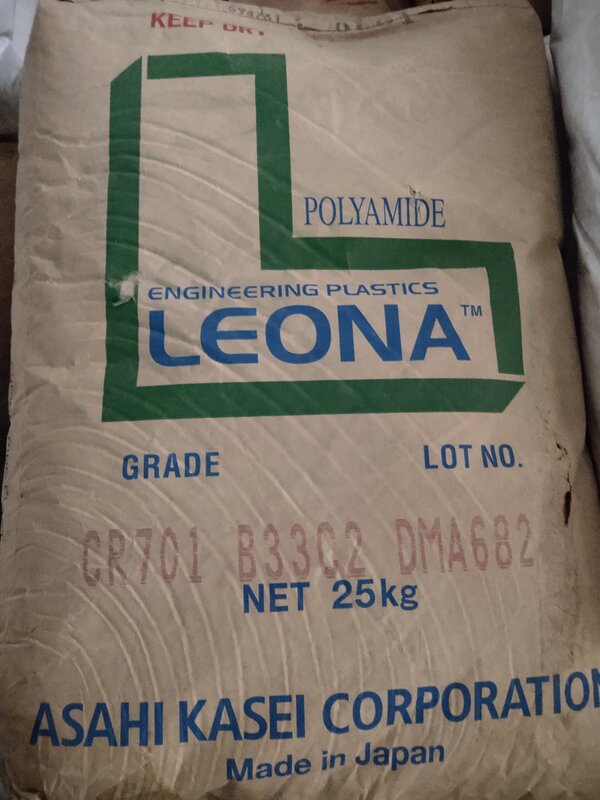 KEEP DRY
POLYAMIDE
ENGINEERING PLASTICS
LEONA™
GRADE LOT NO.
CR701 B33C2 DMA682
NET 25kg
ASAHI KASEI CORPORATION
Made in Japan